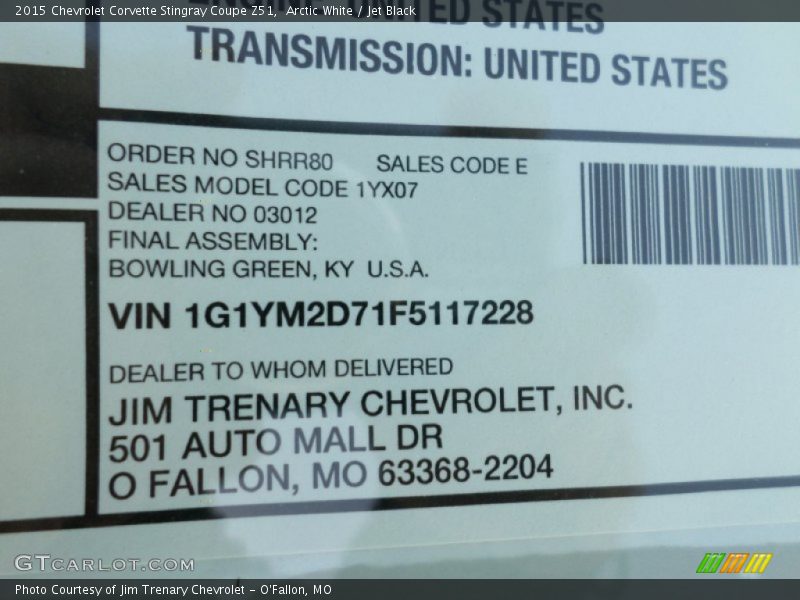 2015 Chevrolet Corvette Stingray Coupe Z51, Arctic White / Jet Black
UNITED STATES
TRANSMISSION: UNITED STATES
ORDER NO SHRR80 SALES CODE E
SALES MODEL CODE 1YX07
DEALER NO 03012
FINAL ASSEMBLY:
BOWLING GREEN, KY U.S.A.
VIN 1G1YM2D71F5117228
DEALER TO WHOM DELIVERED
JIM TRENARY CHEVROLET, INC.
501 AUTO MALL DR
O FALLON, MO 63368-2204
GTCARLOT.COM
Photo Courtesy of Jim Trenary Chevrolet - O'Fallon, MO